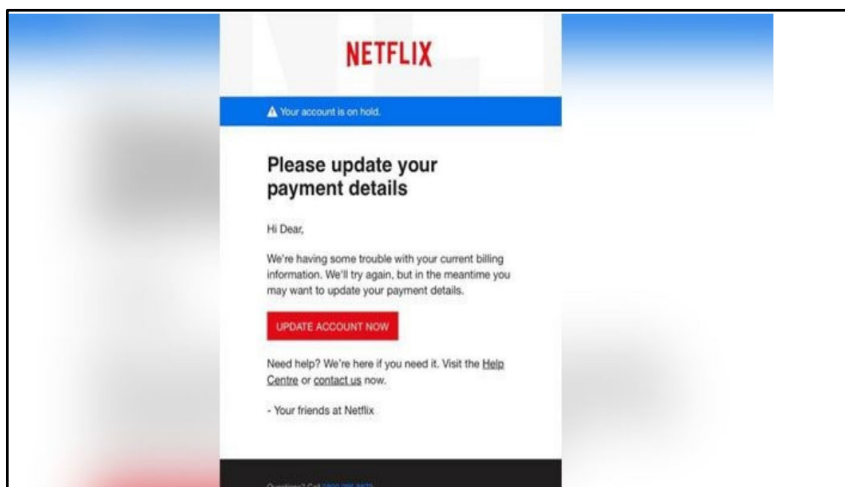 NETFLIX
Your account is on hold.
Please update your
payment details
Hi Dear,
We're having some trouble with your current billing
information. We'll try again, but in the meantime you
may want to update your payment details.
UPDATE ACCOUNT NOW
Need help? We're here if you need it. Visit the Help
Centre or contact us now.
- Your friends at Netflix
Questions? Call